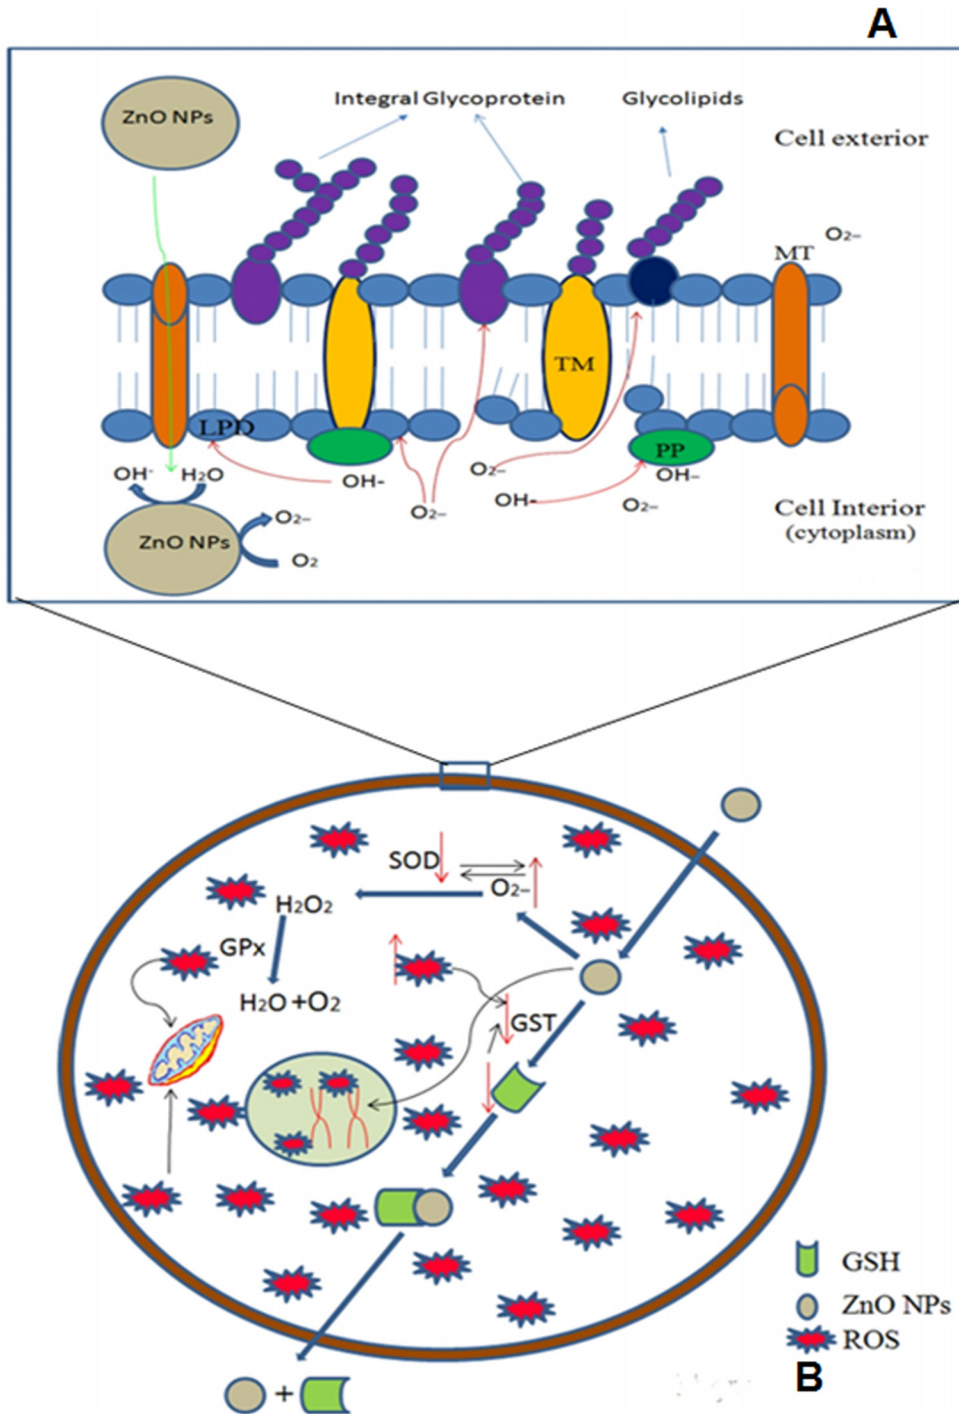 A
ZnO NPs
Integral Glycoprotein
Glycolipids
Cell exterior
O2–
MT
TM
LPD
PP
OH-
H2O
OH-
O2–
OH-
OH-
O2–
O2–
Cell Interior
(cytoplasm)
ZnO NPs
O2–
O2
SOD
O2–
H2O2
GPx
H2O+O2
GST
GSH
ZnO NPs
ROS
B
+